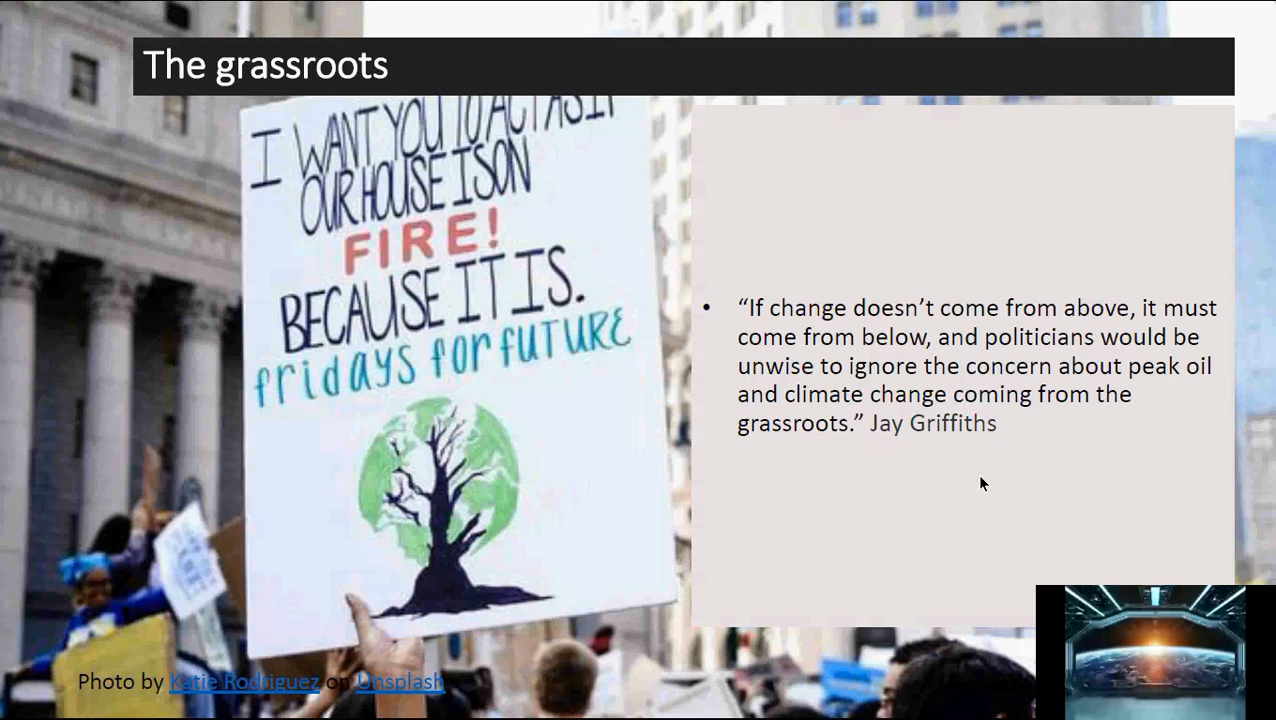 The grassroots
I WANT YOU TO ACT AS IF
OUR HOUSE IS ON
FIRE!
BECAUSE IT IS.
fridays for future
• “If change doesn’t come from above, it must
come from below, and politicians would be
unwise to ignore the concern about peak oil
and climate change coming from the
grassroots.” Jay Griffiths
Photo by Katie Rodriguez on Unsplash